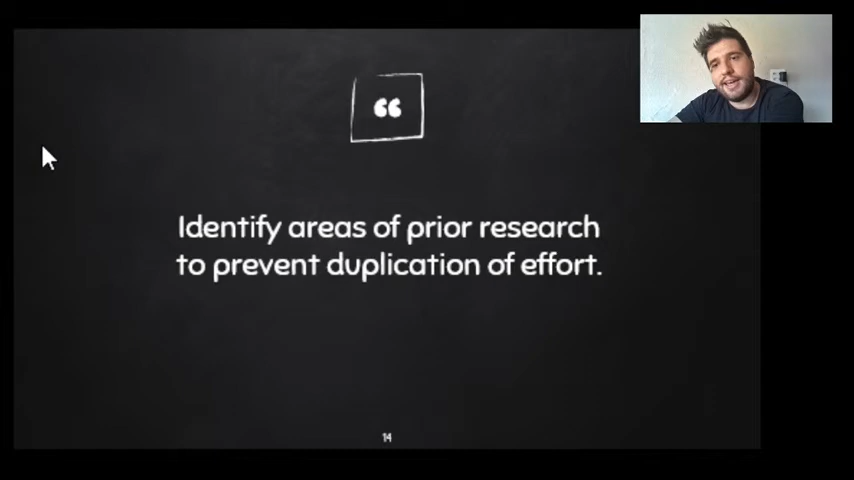 “
Identify areas of prior research
to prevent duplication of effort.
14